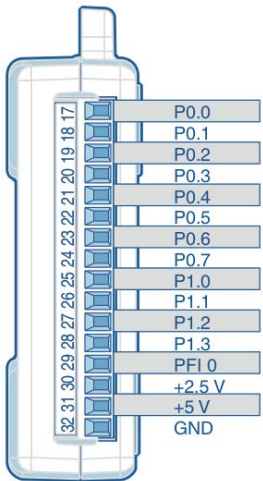 17 P0.0
18 P0.1
19 P0.2
20 P0.3
21 P0.4
22 P0.5
23 P0.6
24 P0.7
25 P1.0
26 P1.1
27 P1.2
28 P1.3
29 PFI 0
30 +2.5 V
31 +5 V
32 GND